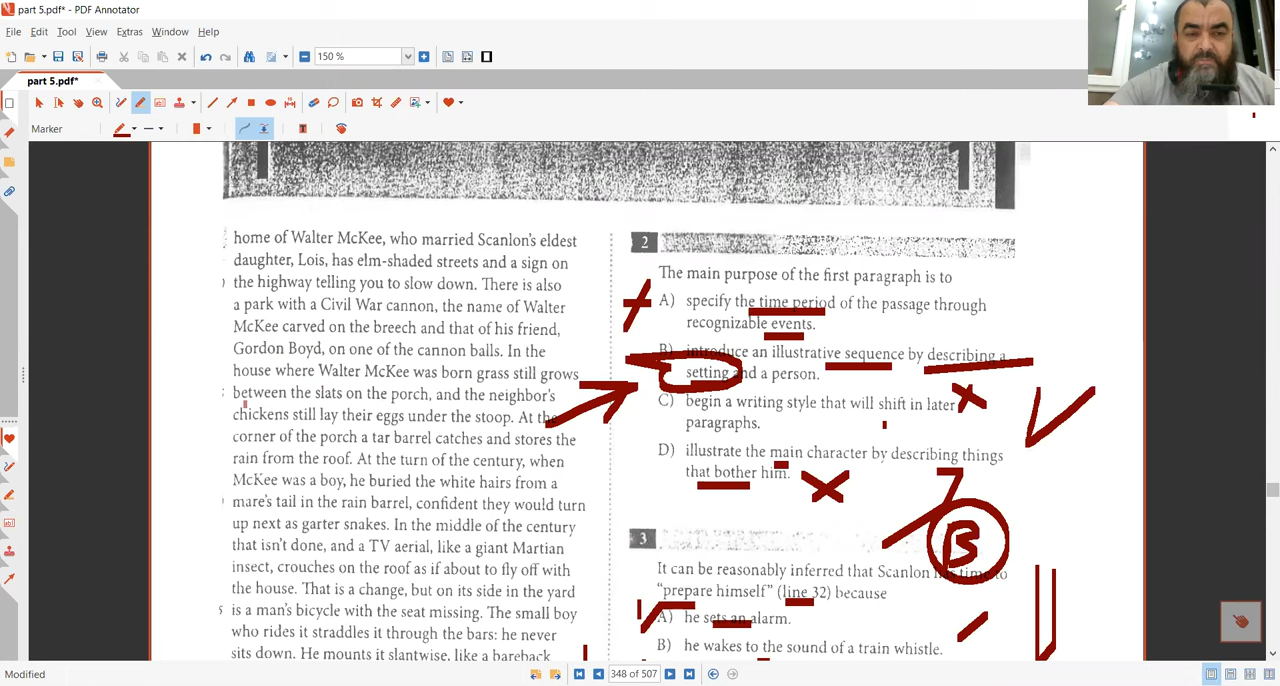 part 5.pdf* - PDF Annotator
File Edit Tool View Extras Window Help
150 %
part 5.pdf*
Marker
1 1
home of Walter McKee, who married Scanlon's eldest
daughter, Lois, has elm-shaded streets and a sign on
the highway telling you to slow down. There is also
a park with a Civil War cannon, the name of Walter
McKee carved on the breech and that of his friend,
Gordon Boyd, on one of the cannon balls. In the
house where Walter McKee was born grass still grows
between the slats on the porch, and the neighbor's
chickens still lay their eggs under the stoop. At the
corner of the porch a tar barrel catches and stores the
rain from the roof. At the turn of the century, when
McKee was a boy, he buried the white hairs from a
mare's tail in the rain barrel, confident they would turn
up next as garter snakes. In the middle of the century
that isn't done, and a TV aerial, like a giant Martian
insect, crouches on the roof as if about to fly off with
the house. That is a change, but on its side in the yard
is a man's bicycle with the seat missing. The small boy
who rides it straddles it through the bars: he never
sits down. He mounts it slantwise, like a bareback
2
The main purpose of the first paragraph is to
A) specify the time period of the passage through
recognizable events.
B) introduce an illustrative sequence by describing a
setting and a person.
C) begin a writing style that will shift in later
paragraphs.
D) illustrate the main character by describing things
that bother him.
B
3
It can be reasonably inferred that Scanlon has time to
"prepare himself" (line 32) because
A) he sets an alarm.
B) he wakes to the sound of a train whistle.
Modified
348 of 507